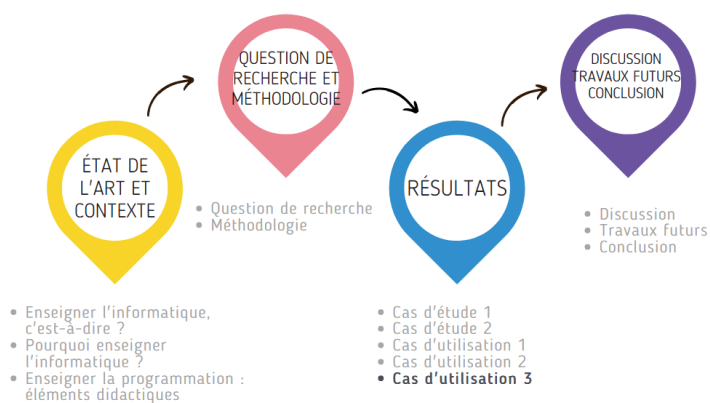 ÉTAT DE
L'ART ET
CONTEXTE
• Enseigner l'informatique,
c'est-à-dire ?
• Pourquoi enseigner
l'informatique ?
• Enseigner la programmation :
éléments didactiques
QUESTION DE
RECHERCHE ET
MÉTHODOLOGIE
• Question de recherche
• Méthodologie
RÉSULTATS
• Cas d'étude 1
• Cas d'étude 2
• Cas d'utilisation 1
• Cas d'utilisation 2
• Cas d'utilisation 3
DISCUSSION
TRAVAUX FUTURS
CONCLUSION
• Discussion
• Travaux futurs
• Conclusion